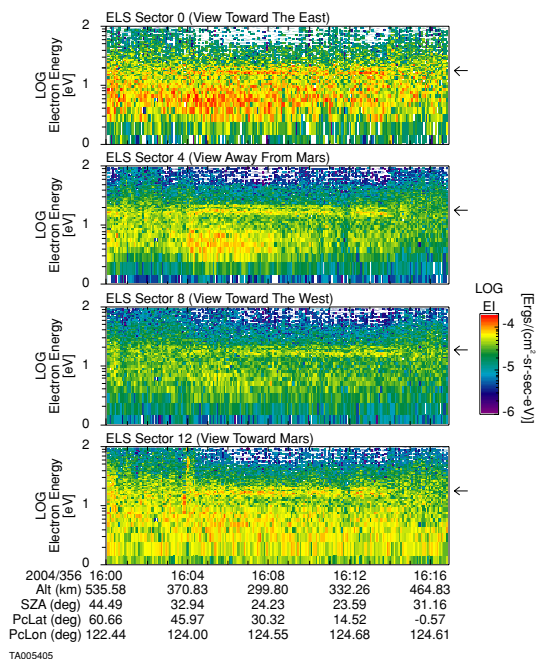 ELS Sector 0 (View Toward The East)
2
1
0
LOG
Electron Energy
[eV]
←
ELS Sector 4 (View Away From Mars)
2
1
0
LOG
Electron Energy
[eV]
←
ELS Sector 8 (View Toward The West)
2
1
0
LOG
Electron Energy
[eV]
←
ELS Sector 12 (View Toward Mars)
2
1
0
LOG
Electron Energy
[eV]
←
LOG
EI
-4
-5
-6
[Ergs/(cm²-sr-sec-eV)]
2004/356 16:00 16:04 16:08 16:12 16:16
Alt (km) 535.58 370.83 299.80 332.26 464.83
SZA (deg) 44.49 32.94 24.23 23.59 31.16
PcLat (deg) 60.66 45.97 30.32 14.52 -0.57
PcLon (deg) 122.44 124.00 124.55 124.68 124.61
TA005405